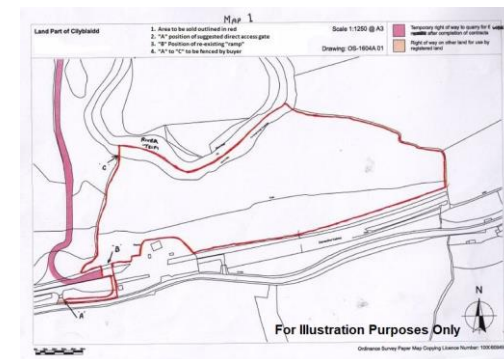 MAP 1
Land Part of Cilyblaidd
1. Area to be sold outlined in red
2. "A" position of suggested direct access gate
3. "B" Position of re-existing "ramp"
4. "A" to "C" to be fenced by buyer
Scale 1:1250 @ A3
Drawing: OS-1604A 01
Temporary right of way to quarry for
after completion of contracts
Right of way on other land for use by
registered land
RIVER
TEIFI
C
B
A
N
For Illustration Purposes Only
Ordnance Survey Paper Map Copying Licence Number: